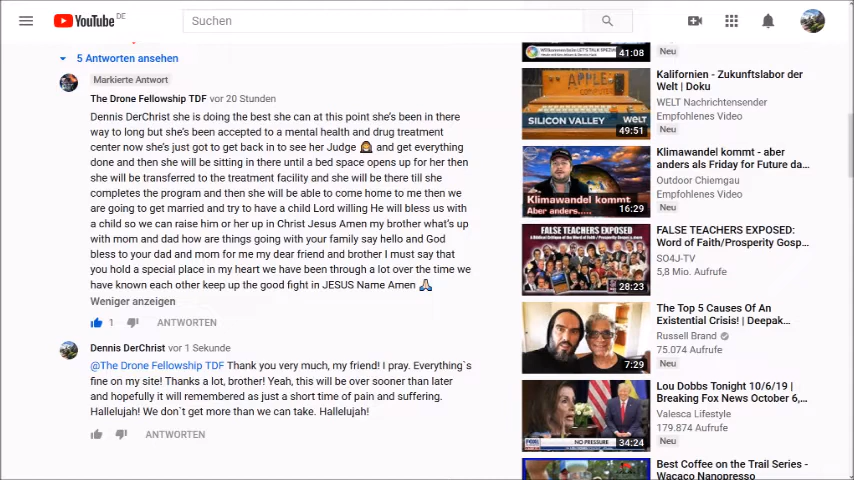 YouTube DE
Suchen
5 Antworten ansehen
Markierte Antwort
The Drone Fellowship TDF vor 20 Stunden
Dennis DerChrist she is doing the best she can at this point she's been in there
way to long but she's been accepted to a mental health and drug treatment
center now she's just got to get back in to see her Judge 👩‍⚖️ and get everything
done and then she will be sitting in there until a bed space opens up for her then
she will be transferred to the treatment facility and she will be there till she
completes the program and then she will be able to come home to me then we
are going to get married and try to have a child Lord willing He will bless us with
a child so we can raise him or her up in Christ Jesus Amen my brother what's up
with mom and dad how are things going with your family say hello and God
bless to your dad and mom for me my dear friend and brother I must say that
you hold a special place in my heart we have been through a lot over the time we
have known each other keep up the good fight in JESUS Name Amen 🙏
Weniger anzeigen
1 ANTWORTEN
Dennis DerChrist vor 1 Sekunde
@The Drone Fellowship TDF Thank you very much, my friend! I pray. Everything`s
fine on my site! Thanks a lot, brother! Yeah, this will be over sooner than later
and hopefully it will remembered as just a short time of pain and suffering.
Hallelujah! We don`t get more than we can take. Hallelujah!
ANTWORTEN
41:08
Neu
APPLE
COMPUTER
SILICON VALLEY
welt
49:51
Kalifornien - Zukunftslabor der
Welt | Doku
WELT Nachrichtensender
Empfohlenes Video
Neu
Klimawandel kommt
Aber anders.....
16:29
Klimawandel kommt - aber
anders als Friday for Future da...
Outdoor Chiemgau
Empfohlenes Video
Neu
FALSE TEACHERS EXPOSED:
28:23
FALSE TEACHERS EXPOSED:
Word of Faith/Prosperity Gosp...
SO4J-TV
5,8 Mio. Aufrufe
7:29
The Top 5 Causes Of An
Existential Crisis! | Deepak...
Russell Brand
75.074 Aufrufe
Neu
NO PRESSURE
34:24
Lou Dobbs Tonight 10/6/19 |
Breaking Fox News October 6,...
Valesca Lifestyle
179.874 Aufrufe
Neu
Best Coffee on the Trail Series -
Wacaco Nanopresso